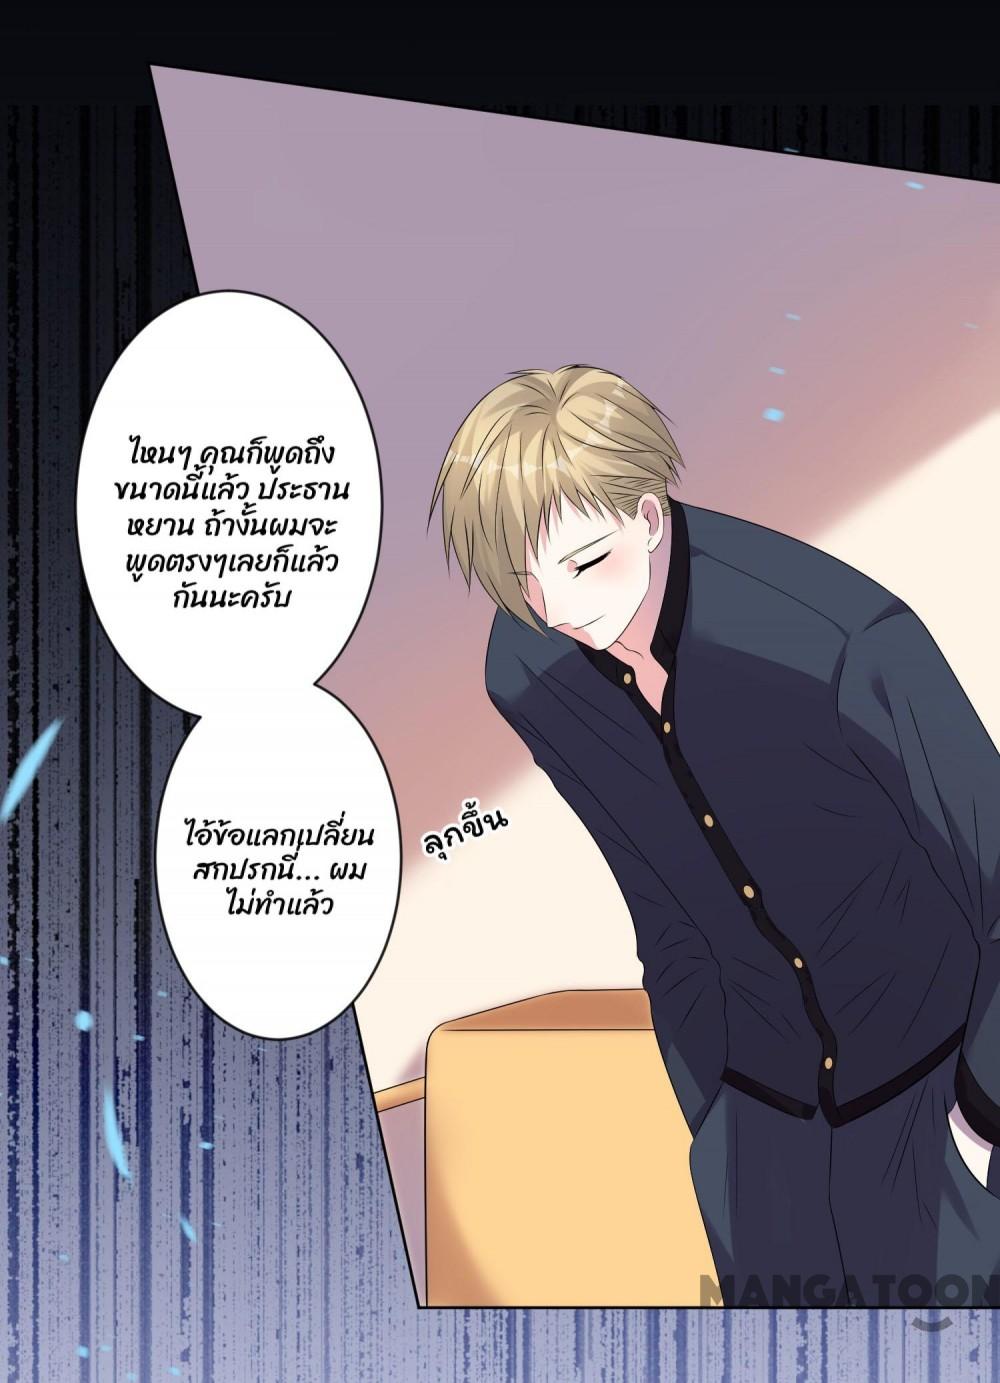 ไหนๆ คุณก็พูดถึง
ขนาดนี้แล้ว ประธาน
หยาน ถ้างั้นผมจะ
พูดตรงๆเลยก็แล้ว
กันนะครับ
ไอ้ข้อแลกเปลี่ยน
สกปรกนี่... ผม
ไม่ทำแล้ว
ลุกขึ้น
MANGATOON